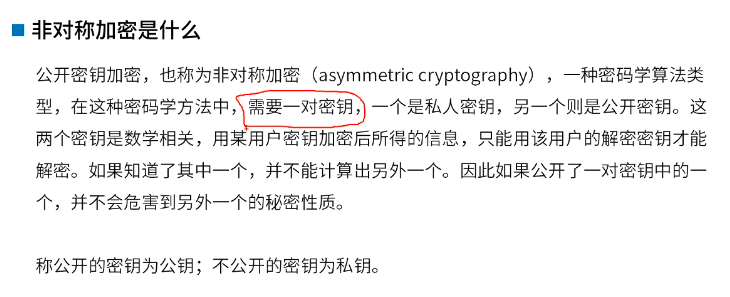 非对称加密是什么
公开密钥加密，也称为非对称加密（asymmetric cryptography），一种密码学算法类
型，在这种密码学方法中，需要一对密钥，一个是私人密钥，另一个则是公开密钥。这
两个密钥是数学相关，用某用户密钥加密后所得的信息，只能用该用户的解密密钥才能
解密。如果知道了其中一个，并不能计算出另外一个。因此如果公开了一对密钥中的一
个，并不会危害到另外一个的秘密性质。
称公开的密钥为公钥；不公开的密钥为私钥。